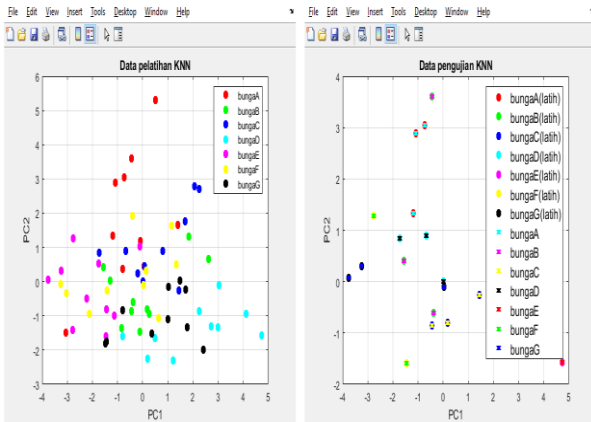 File Edit View Insert Tools Desktop Window Help
Data pelatihan KNN
6
5
4
3
2
1
0
-1
-2
-3
PC2
-4 -3 -2 -1 0 1 2 3 4 5
PC1
bungaA
bungaB
bungaC
bungaD
bungaE
bungaF
bungaG
File Edit View Insert Tools Desktop Window Help
Data pengujian KNN
4
3
2
1
0
-1
-2
PC2
-4 -3 -2 -1 0 1 2 3 4 5
PC1
bungaA(latih)
bungaB(latih)
bungaC(latih)
bungaD(latih)
bungaE(latih)
bungaF(latih)
bungaG(latih)
bungaA
bungaB
bungaC
bungaD
bungaE
bungaF
bungaG